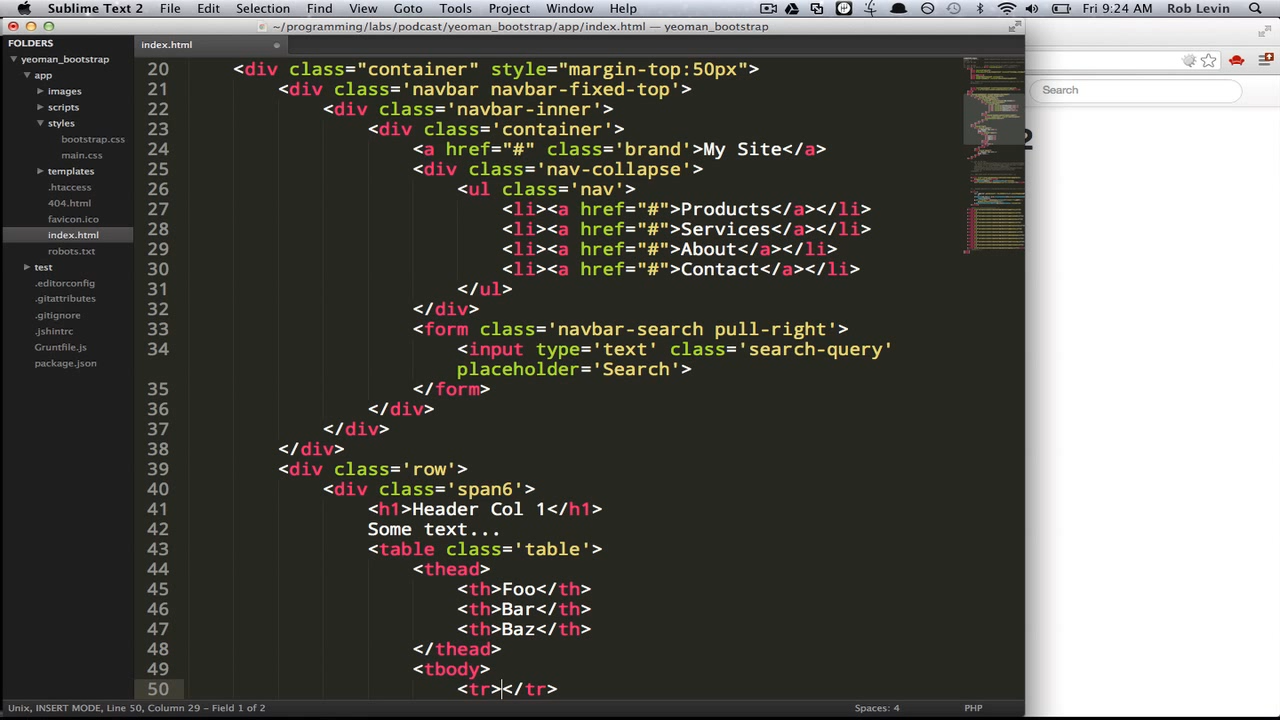 Sublime Text 2 File Edit Selection Find View Goto Tools Project Window Help Fri 9:24 AM Rob Levin
~/programming/labs/podcast/yeoman_bootstrap/app/index.html — yeoman_bootstrap
FOLDERS
yeoman_bootstrap
app
images
scripts
styles
bootstrap.css
main.css
templates
.htaccess
404.html
favicon.ico
index.html
robots.txt
test
.editorconfig
.gitattributes
.gitignore
.jshintrc
Gruntfile.js
package.json
index.html
20 <div class="container" style="margin-top:50px">
21 <div class='navbar navbar-fixed-top'>
22 <div class='navbar-inner'>
23 <div class='container'>
24 <a href="#" class='brand'>My Site</a>
25 <div class='nav-collapse'>
26 <ul class='nav'>
27 <li><a href="#">Products</a></li>
28 <li><a href="#">Services</a></li>
29 <li><a href="#">About</a></li>
30 <li><a href="#">Contact</a></li>
31 </ul>
32 </div>
33 <form class='navbar-search pull-right'>
34 <input type='text' class='search-query'
placeholder='Search'>
35 </form>
36 </div>
37 </div>
38 </div>
39 <div class='row'>
40 <div class='span6'>
41 <h1>Header Col 1</h1>
42 Some text...
43 <table class='table'>
44 <thead>
45 <th>Foo</th>
46 <th>Bar</th>
47 <th>Baz</th>
48 </thead>
49 <tbody>
50 <tr></tr>
Search
2
Unix, INSERT MODE, Line 50, Column 29 - Field 1 of 2 Spaces: 4 PHP